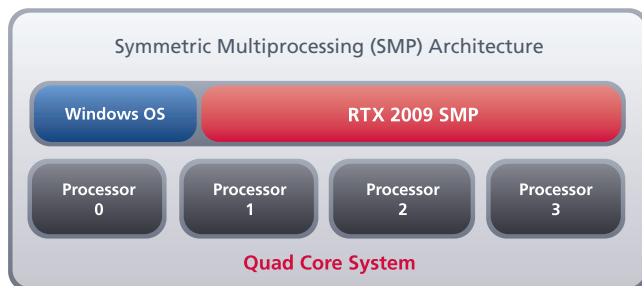 Symmetric Multiprocessing (SMP) Architecture
Windows OS
RTX 2009 SMP
Processor
0
Processor
1
Processor
2
Processor
3
Quad Core System